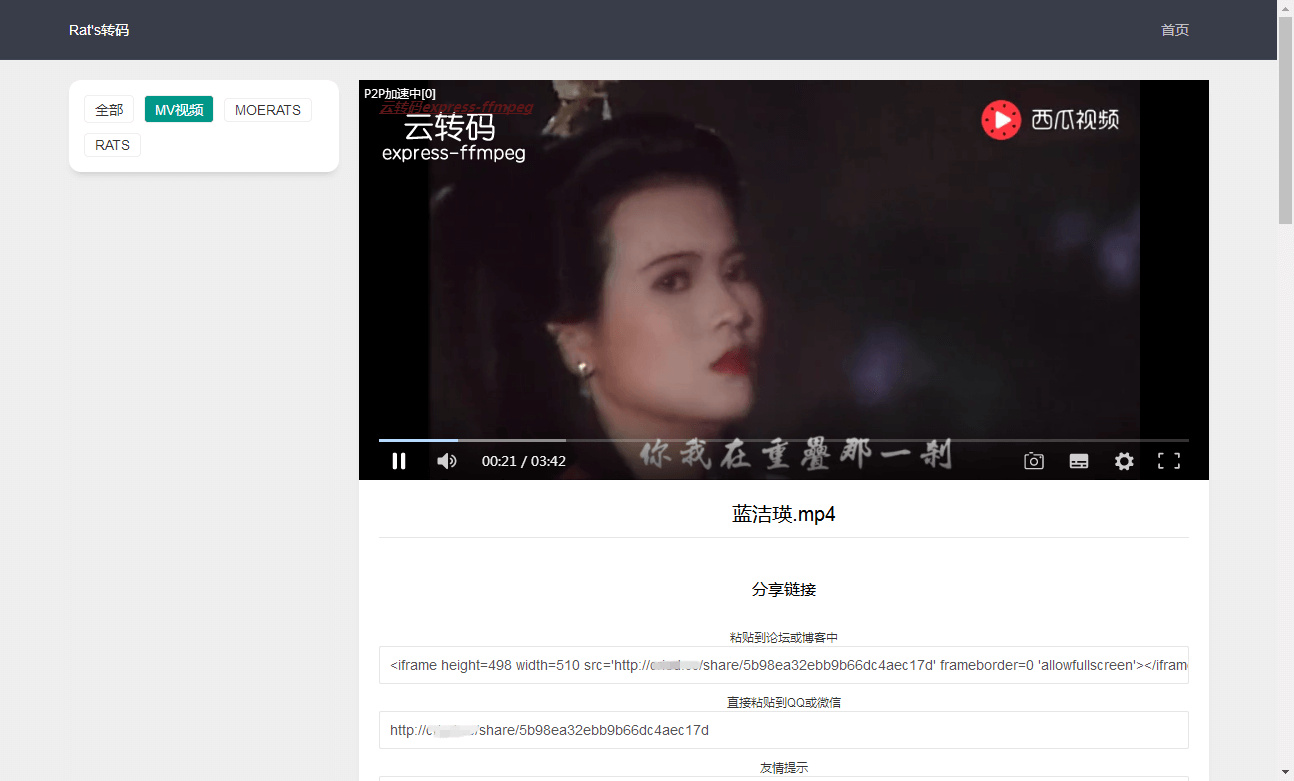 Rat's转码
首页
全部
MV视频
MOERATS
RATS
P2P加速中[0]
云转码express-ffmpeg
云转码
express-ffmpeg
西瓜视频
你我在重疊那一刹
00:21 / 03:42
蓝洁瑛.mp4
分享链接
粘贴到论坛或博客中
<iframe height=498 width=510 src='http:///share/5b98ea32ebb9b66dc4aec17d' frameborder=0 'allowfullscreen'></ifram
直接粘贴到QQ或微信
http:///share/5b98ea32ebb9b66dc4aec17d
友情提示